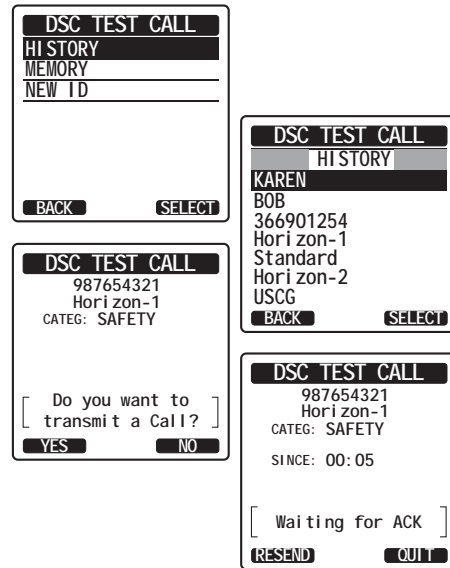 DSC TEST CALL
HISTORY
MEMORY
NEW ID
BACK SELECT
DSC TEST CALL
HISTORY
KAREN
BOB
366901254
Horizon-1
Standard
Horizon-2
USCG
BACK SELECT
DSC TEST CALL
987654321
Horizon-1
CATEG: SAFETY
Do you want to
transmit a Call?
YES NO
DSC TEST CALL
987654321
Horizon-1
CATEG: SAFETY
SINCE: 00:05
Waiting for ACK
RESEND QUIT